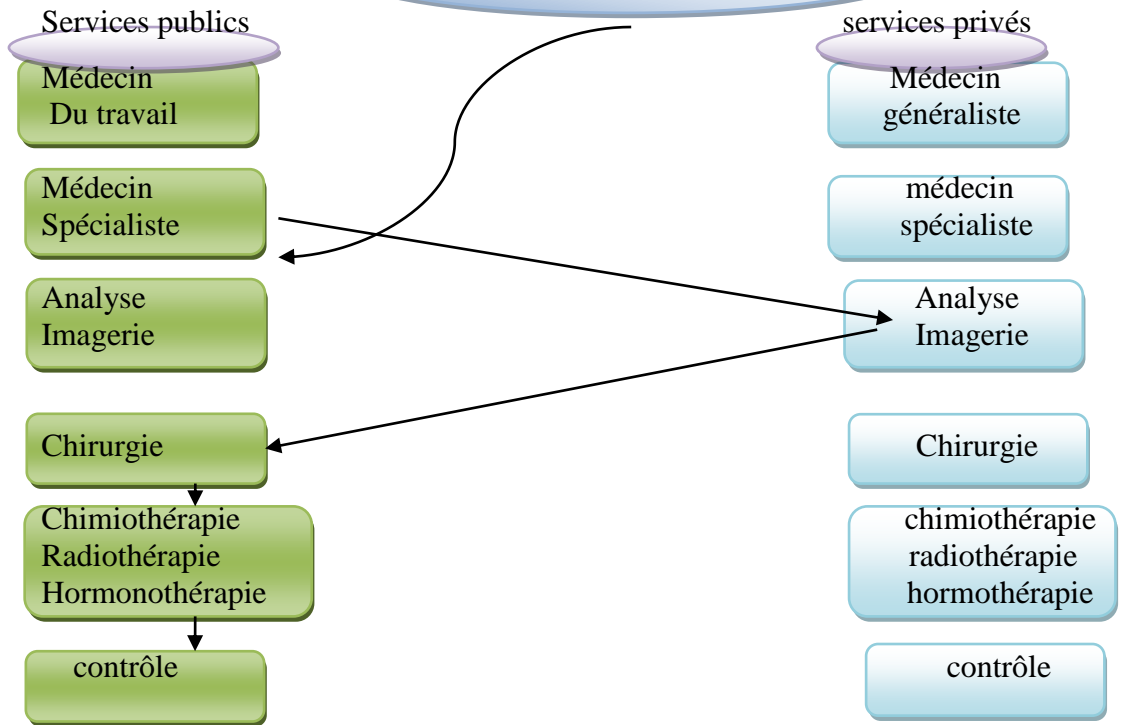 Services publics
services privés
Médecin
Du travail
Médecin
généraliste
Médecin
Spécialiste
médecin
spécialiste
Analyse
Imagerie
Analyse
Imagerie
Chirurgie
Chirurgie
Chimiothérapie
Radiothérapie
Hormonothérapie
chimiothérapie
radiothérapie
hormothérapie
contrôle
contrôle